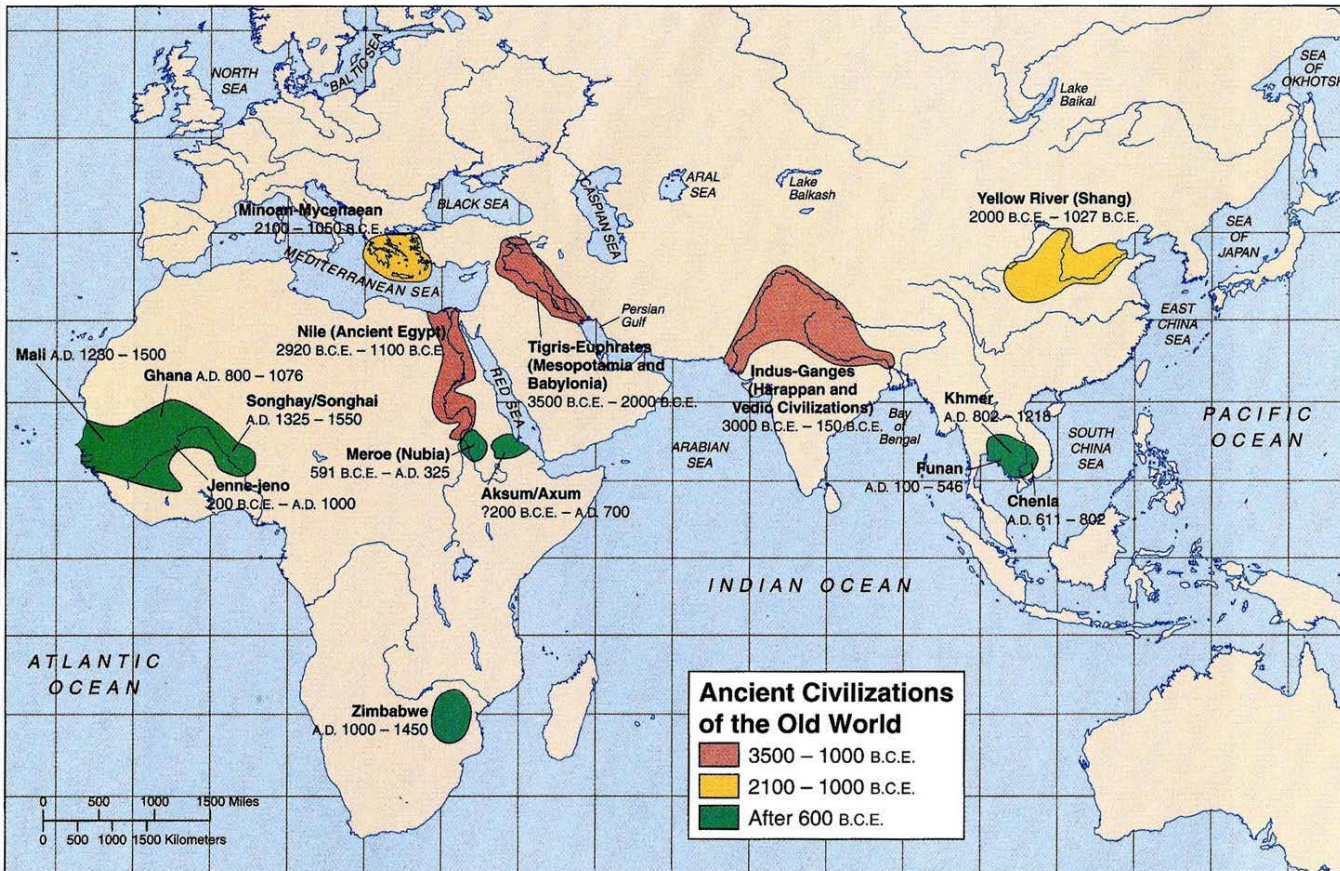 NORTH
SEA
BALTIC SEA
SEA
OF
OKHOTSK
Lake
Baikal
ARAL
SEA
Lake
Balkash
CASPIAN SEA
BLACK SEA
Yellow River (Shang)
2000 B.C.E. – 1027 B.C.E.
Minoan-Mycenaean
2100 – 1050 B.C.E.
SEA
OF
JAPAN
MEDITERRANEAN SEA
Persian
Gulf
EAST
CHINA
SEA
Nile (Ancient Egypt)
2920 B.C.E. – 1100 B.C.E.
Tigris-Euphrates
(Mesopotamia and
Babylonia)
3500 B.C.E. – 2000 B.C.E.
Mali A.D. 1230 – 1500
Ghana A.D. 800 – 1076
Songhay/Songhai
A.D. 1325 – 1550
RED SEA
Indus-Ganges
(Harappan and
Vedio Civilizations)
3000 B.C.E. – 150 B.C.E.
Bay
of
Bengal
Khmer
A.D. 802 – 1218
PACIFIC
OCEAN
ARABIAN
SEA
SOUTH
CHINA
SEA
Meroe (Nubia)
591 B.C.E. – A.D. 325
Jenne-jeno
200 B.C.E. – A.D. 1000
Aksum/Axum
?200 B.C.E. – A.D. 700
Funan
A.D. 100 – 546
Chenla
A.D. 611 – 802
INDIAN OCEAN
ATLANTIC
OCEAN
Zimbabwe
A.D. 1000 – 1450
Ancient Civilizations
of the Old World
3500 – 1000 B.C.E.
2100 – 1000 B.C.E.
After 600 B.C.E.
0 500 1000 1500 Miles
0 500 1000 1500 Kilometers